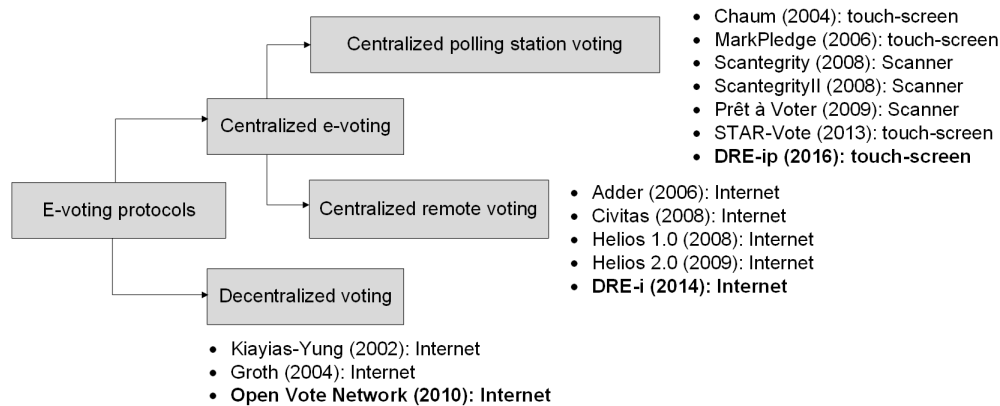 Centralized polling station voting
• Chaum (2004): touch-screen
• MarkPledge (2006): touch-screen
• Scantegrity (2008): Scanner
• ScantegrityII (2008): Scanner
• Prêt à Voter (2009): Scanner
• STAR-Vote (2013): touch-screen
• DRE-ip (2016): touch-screen
Centralized e-voting
E-voting protocols
Centralized remote voting
• Adder (2006): Internet
• Civitas (2008): Internet
• Helios 1.0 (2008): Internet
• Helios 2.0 (2009): Internet
• DRE-i (2014): Internet
Decentralized voting
• Kiayias-Yung (2002): Internet
• Groth (2004): Internet
• Open Vote Network (2010): Internet